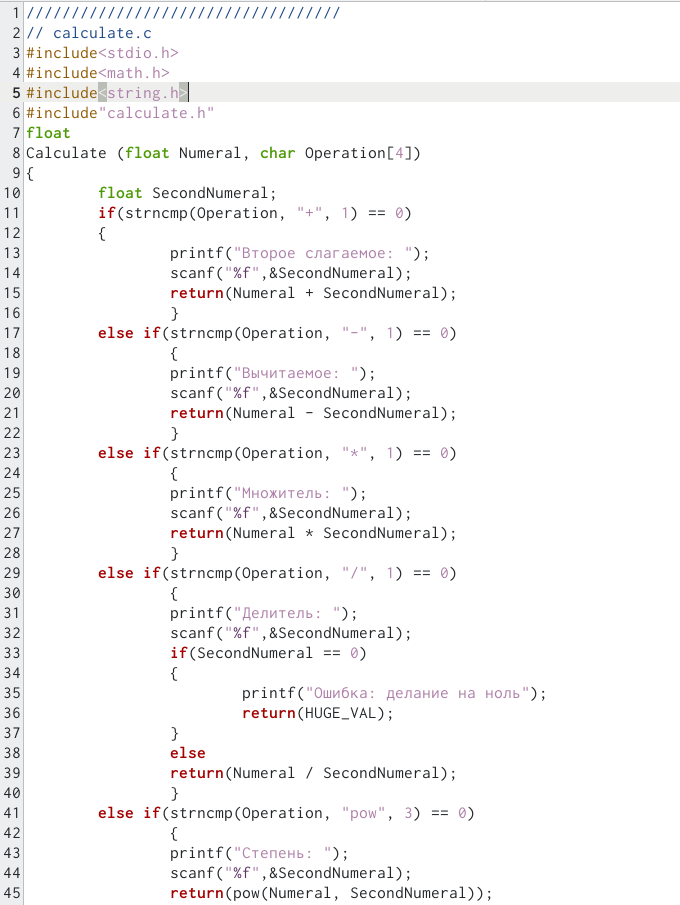 1 ///////////////////////////////////
2 // calculate.c
3 #include<stdio.h>
4 #include<math.h>
5 #include<string.h>
6 #include"calculate.h"
7 float
8 Calculate (float Numeral, char Operation[4])
9 {
10 float SecondNumeral;
11 if(strncmp(Operation, "+", 1) == 0)
12 {
13 printf("Второе слагаемое: ");
14 scanf("%f",&SecondNumeral);
15 return(Numeral + SecondNumeral);
16 }
17 else if(strncmp(Operation, "-", 1) == 0)
18 {
19 printf("Вычитаемое: ");
20 scanf("%f",&SecondNumeral);
21 return(Numeral - SecondNumeral);
22 }
23 else if(strncmp(Operation, "*", 1) == 0)
24 {
25 printf("Множитель: ");
26 scanf("%f",&SecondNumeral);
27 return(Numeral * SecondNumeral);
28 }
29 else if(strncmp(Operation, "/", 1) == 0)
30 {
31 printf("Делитель: ");
32 scanf("%f",&SecondNumeral);
33 if(SecondNumeral == 0)
34 {
35 printf("Ошибка: делание на ноль");
36 return(HUGE_VAL);
37 }
38 else
39 return(Numeral / SecondNumeral);
40 }
41 else if(strncmp(Operation, "pow", 3) == 0)
42 {
43 printf("Степень: ");
44 scanf("%f",&SecondNumeral);
45 return(pow(Numeral, SecondNumeral));